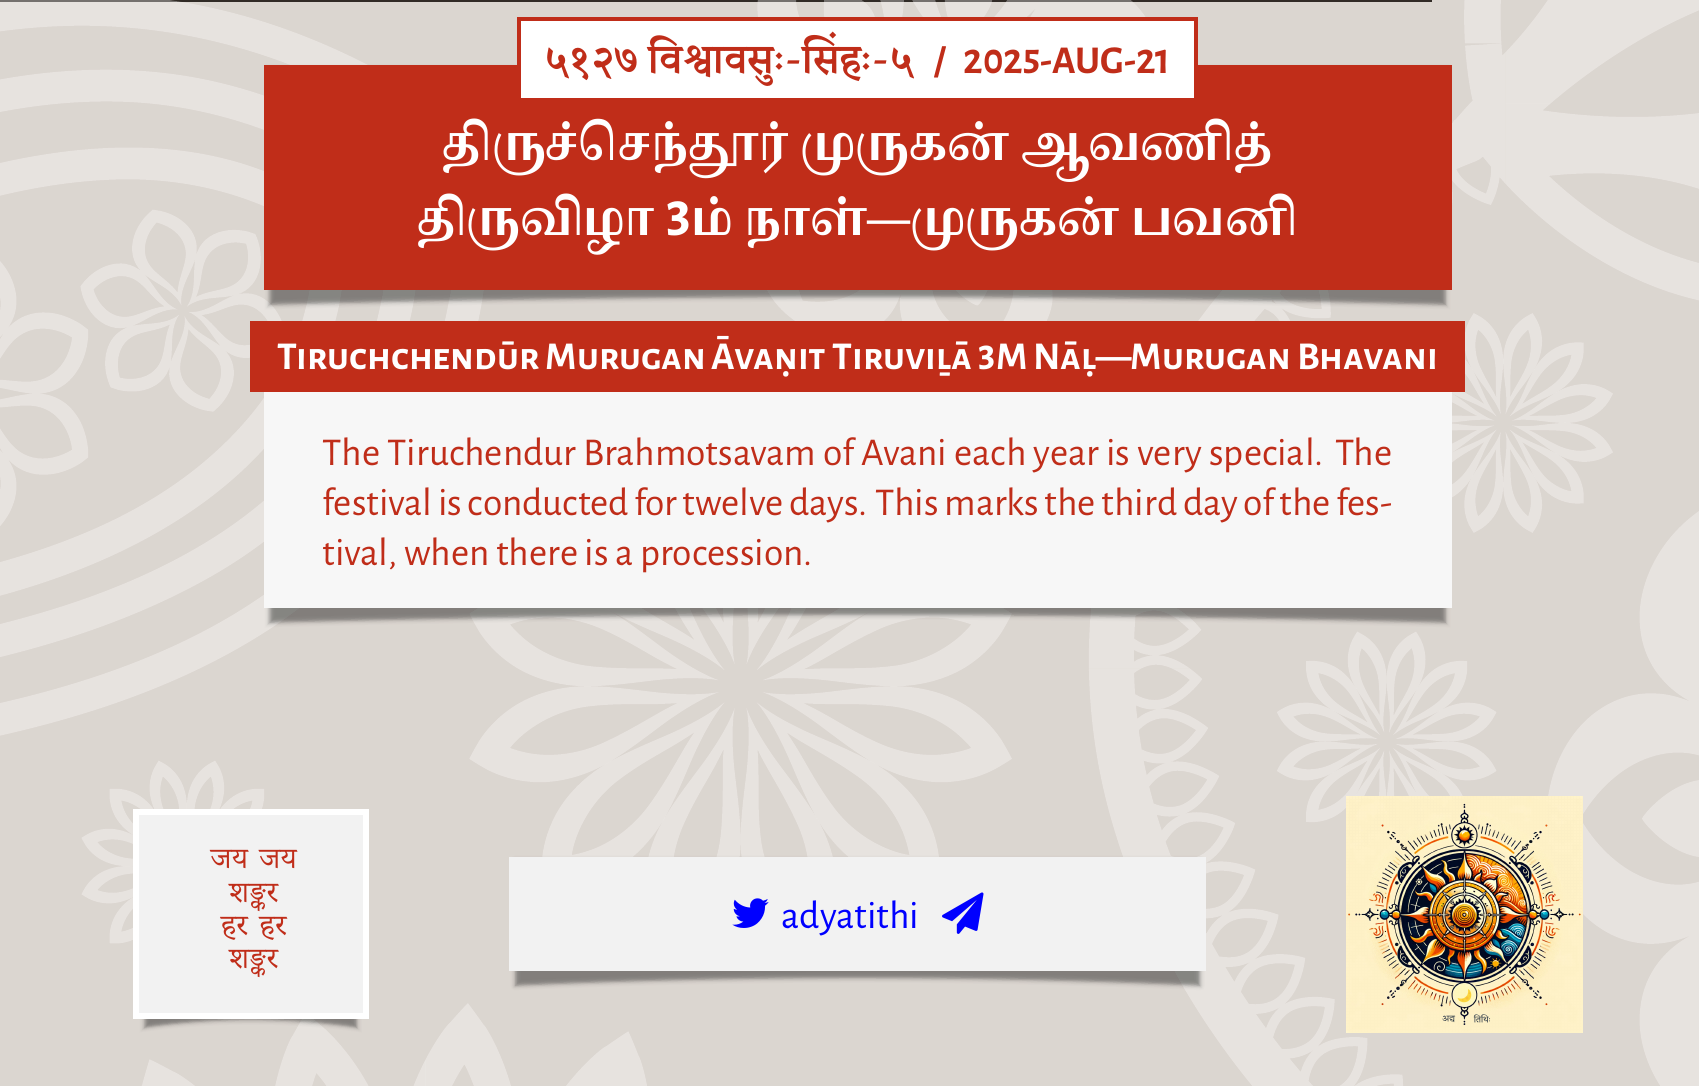 ५१२७ विश्वावसुः-सिंहः-५ / 2025-AUG-21
திருச்செந்தூர் முருகன் ஆவணித்
திருவிழா 3ம் நாள்—முருகன் பவனி
Tiruchchendūr Murugan Āvaṇit Tiruviḻā 3m Nāḷ—Murugan Bhavani
The Tiruchendur Brahmotsavam of Avani each year is very special. The
festival is conducted for twelve days. This marks the third day of the fes-
tival, when there is a procession.
जय जय
शङ्कर
हर हर
शङ्कर
adyatithi
अद्य तिथिः